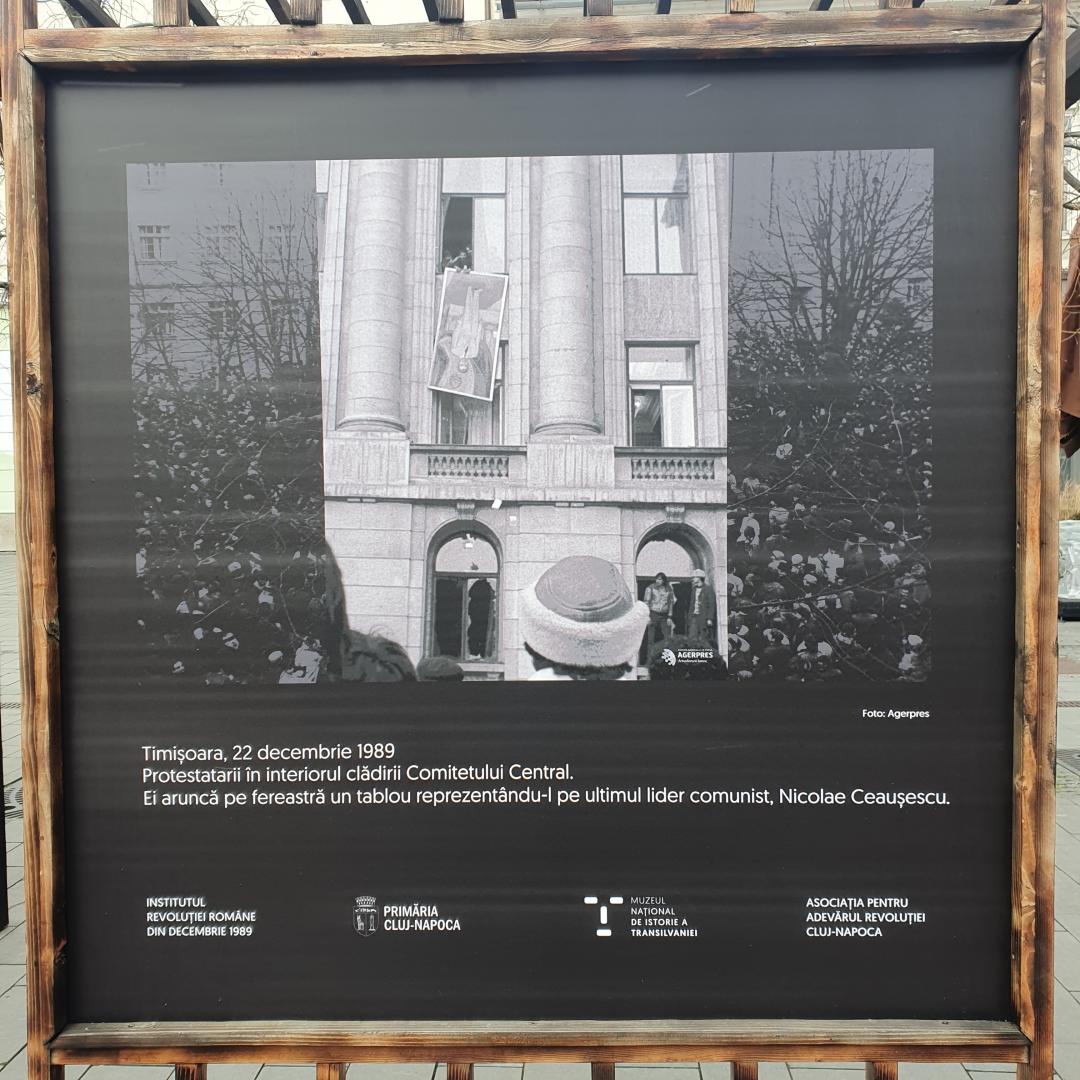 AGERPRES
Foto: Agerpres
Timișoara, 22 decembrie 1989
Protestatarii în interiorul clădirii Comitetului Central.
Ei aruncă pe fereastră un tablou reprezentându-l pe ultimul lider comunist, Nicolae Ceaușescu.
INSTITUTUL
REVOLUȚIEI ROMÂNE
DIN DECEMBRIE 1989
PRIMĂRIA
CLUJ-NAPOCA
MUZEUL
NAȚIONAL
DE ISTORIE A
TRANSILVANIEI
ASOCIAȚIA PENTRU
ADEVĂRUL REVOLUȚIEI
CLUJ-NAPOCA